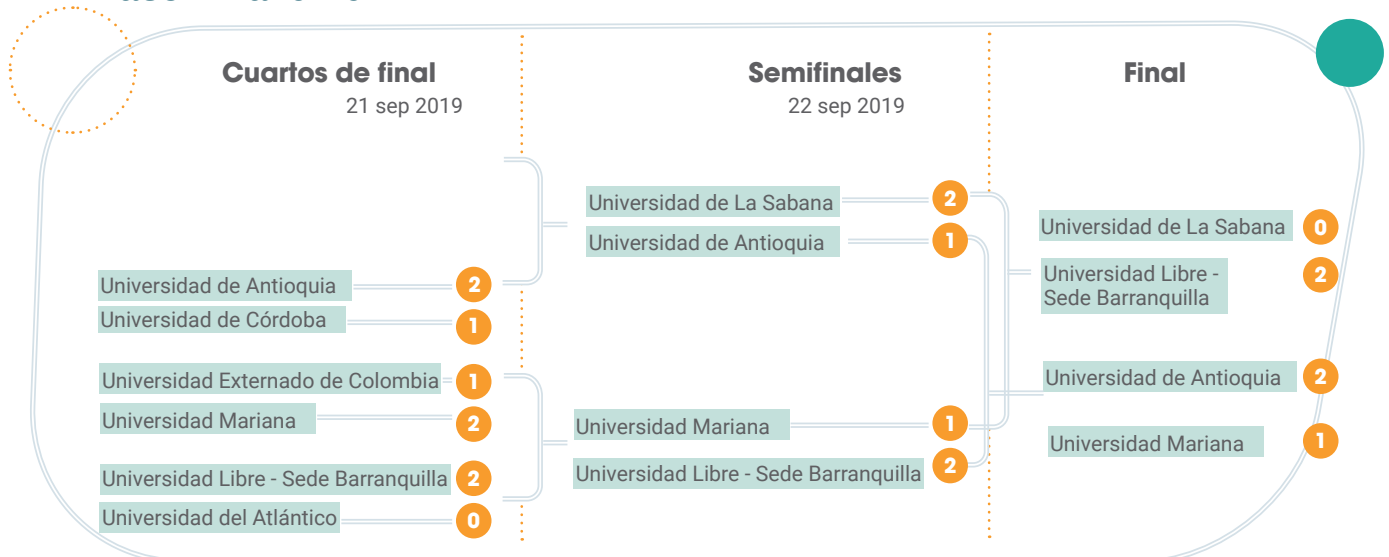 Cuartos de final
21 sep 2019
Universidad de Antioquia 2
Universidad de Córdoba 1
Universidad Externado de Colombia 1
Universidad Mariana 2
Universidad Libre - Sede Barranquilla 2
Universidad del Atlántico 0
Semifinales
22 sep 2019
Universidad de La Sabana 2
Universidad de Antioquia 1
Universidad Mariana 1
Universidad Libre - Sede Barranquilla 2
Final
Universidad de La Sabana 0
Universidad Libre -
Sede Barranquilla 2
Universidad de Antioquia 2
Universidad Mariana 1